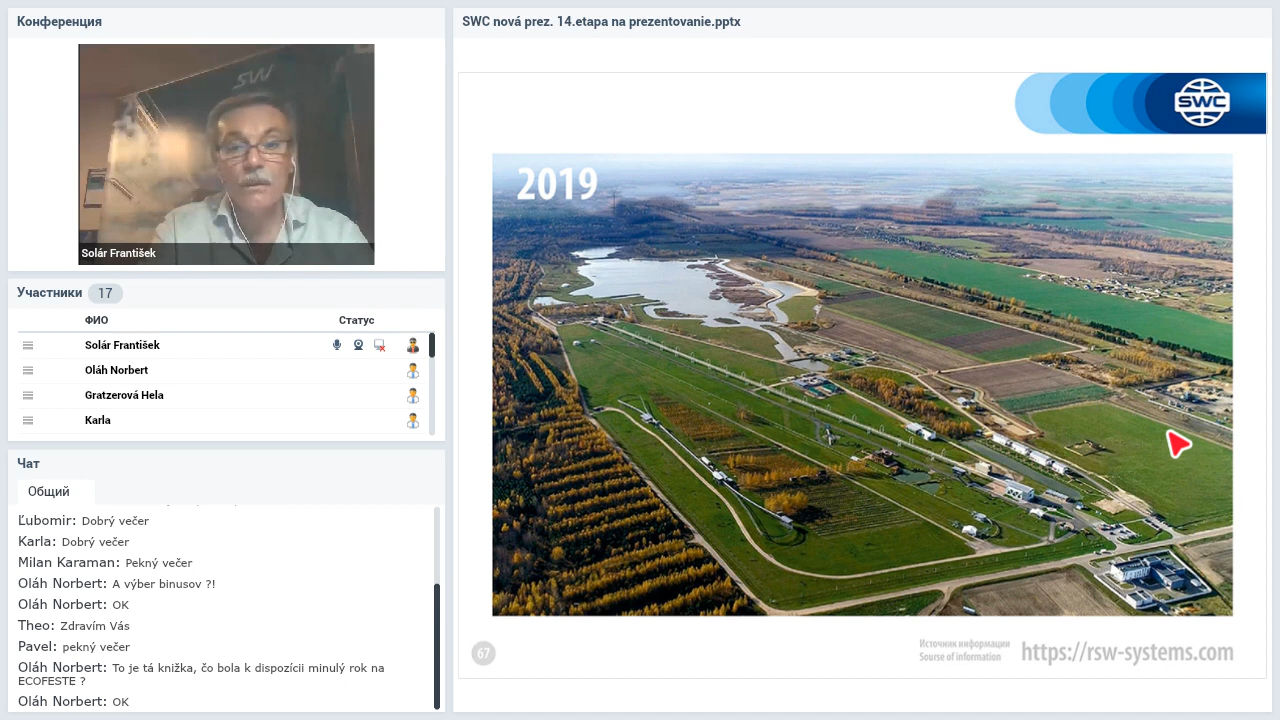 Конференция
SW
Solár František
Участники 17
ФИО Статус
Solár František
Oláh Norbert
Gratzerová Hela
Karla
Чат
Общий
Ľubomir: Dobrý večer
Karla: Dobrý večer
Milan Karaman: Pekný večer
Oláh Norbert: A výber binusov ?!
Oláh Norbert: OK
Theo: Zdravím Vás
Pavel: pekný večer
Oláh Norbert: To je tá knižka, čo bola k dispozícii minulý rok na
ECOFESTE ?
Oláh Norbert: OK
SWC nová prez. 14.etapa na prezentovanie.pptx
SWC
2019
67
Источник информации
Sourse of information
https://rsw-systems.com